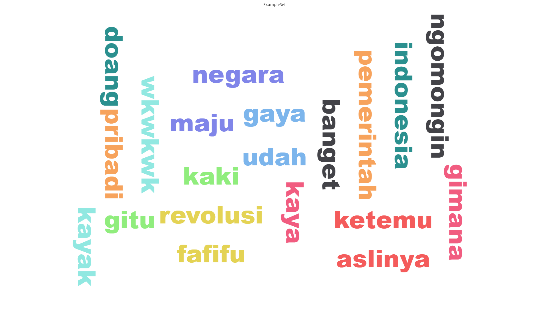 doang
pribadi
wkwkwk
kayak
gitu
negara
maju
gaya
udah
kaki
revolusi
fafifu
kaya
banget
pemerintah
indonesia
ngomongin
gimana
ketemu
aslinya